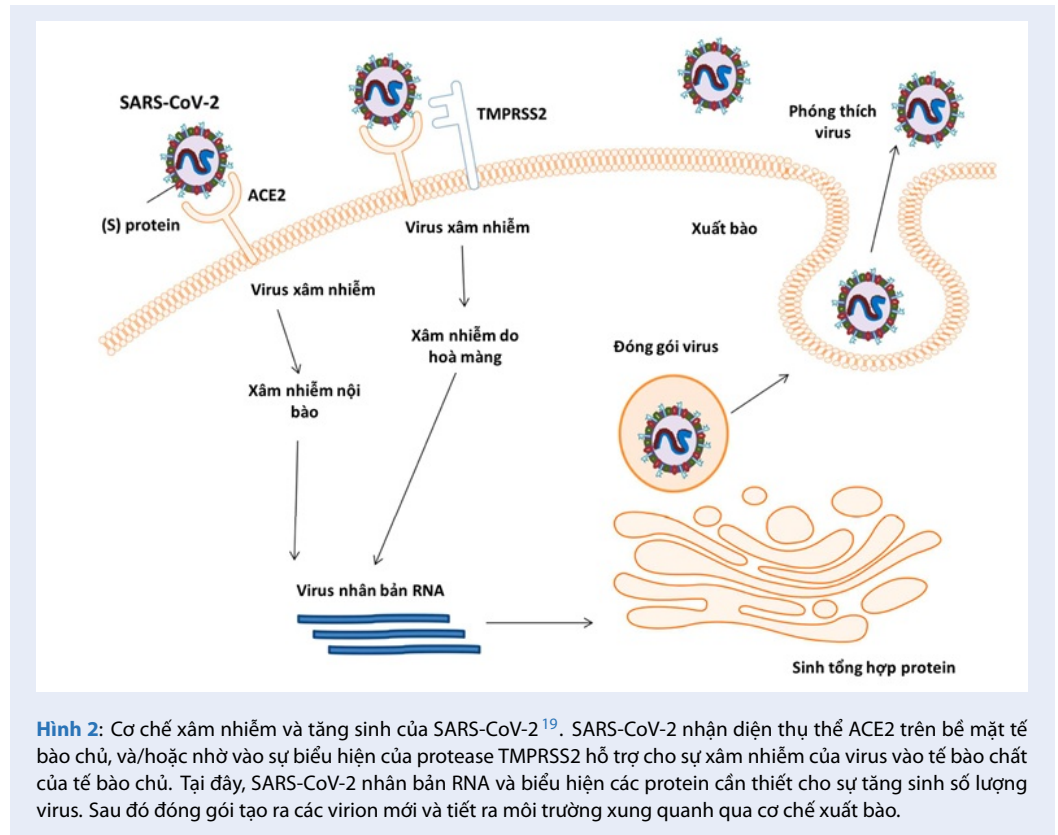 SARS-CoV-2
(S) protein
ACE2
TMPRSS2
Virus xâm nhiễm
Xâm nhiễm nội
bào
Virus xâm nhiễm
Xâm nhiễm do
hoà màng
Virus nhân bản RNA
Sinh tổng hợp protein
Đóng gói virus
Xuất bào
Phóng thích
virus
Hình 2: Cơ chế xâm nhiễm và tăng sinh của SARS-CoV-2 19. SARS-CoV-2 nhận diện thụ thể ACE2 trên bề mặt tế
bào chủ, và/hoặc nhờ vào sự biểu hiện của protease TMPRSS2 hỗ trợ cho sự xâm nhiễm của virus vào tế bào chất
của tế bào chủ. Tại đây, SARS-CoV-2 nhân bản RNA và biểu hiện các protein cần thiết cho sự tăng sinh số lượng
virus. Sau đó đóng gói tạo ra các virion mới và tiết ra môi trường xung quanh qua cơ chế xuất bào.